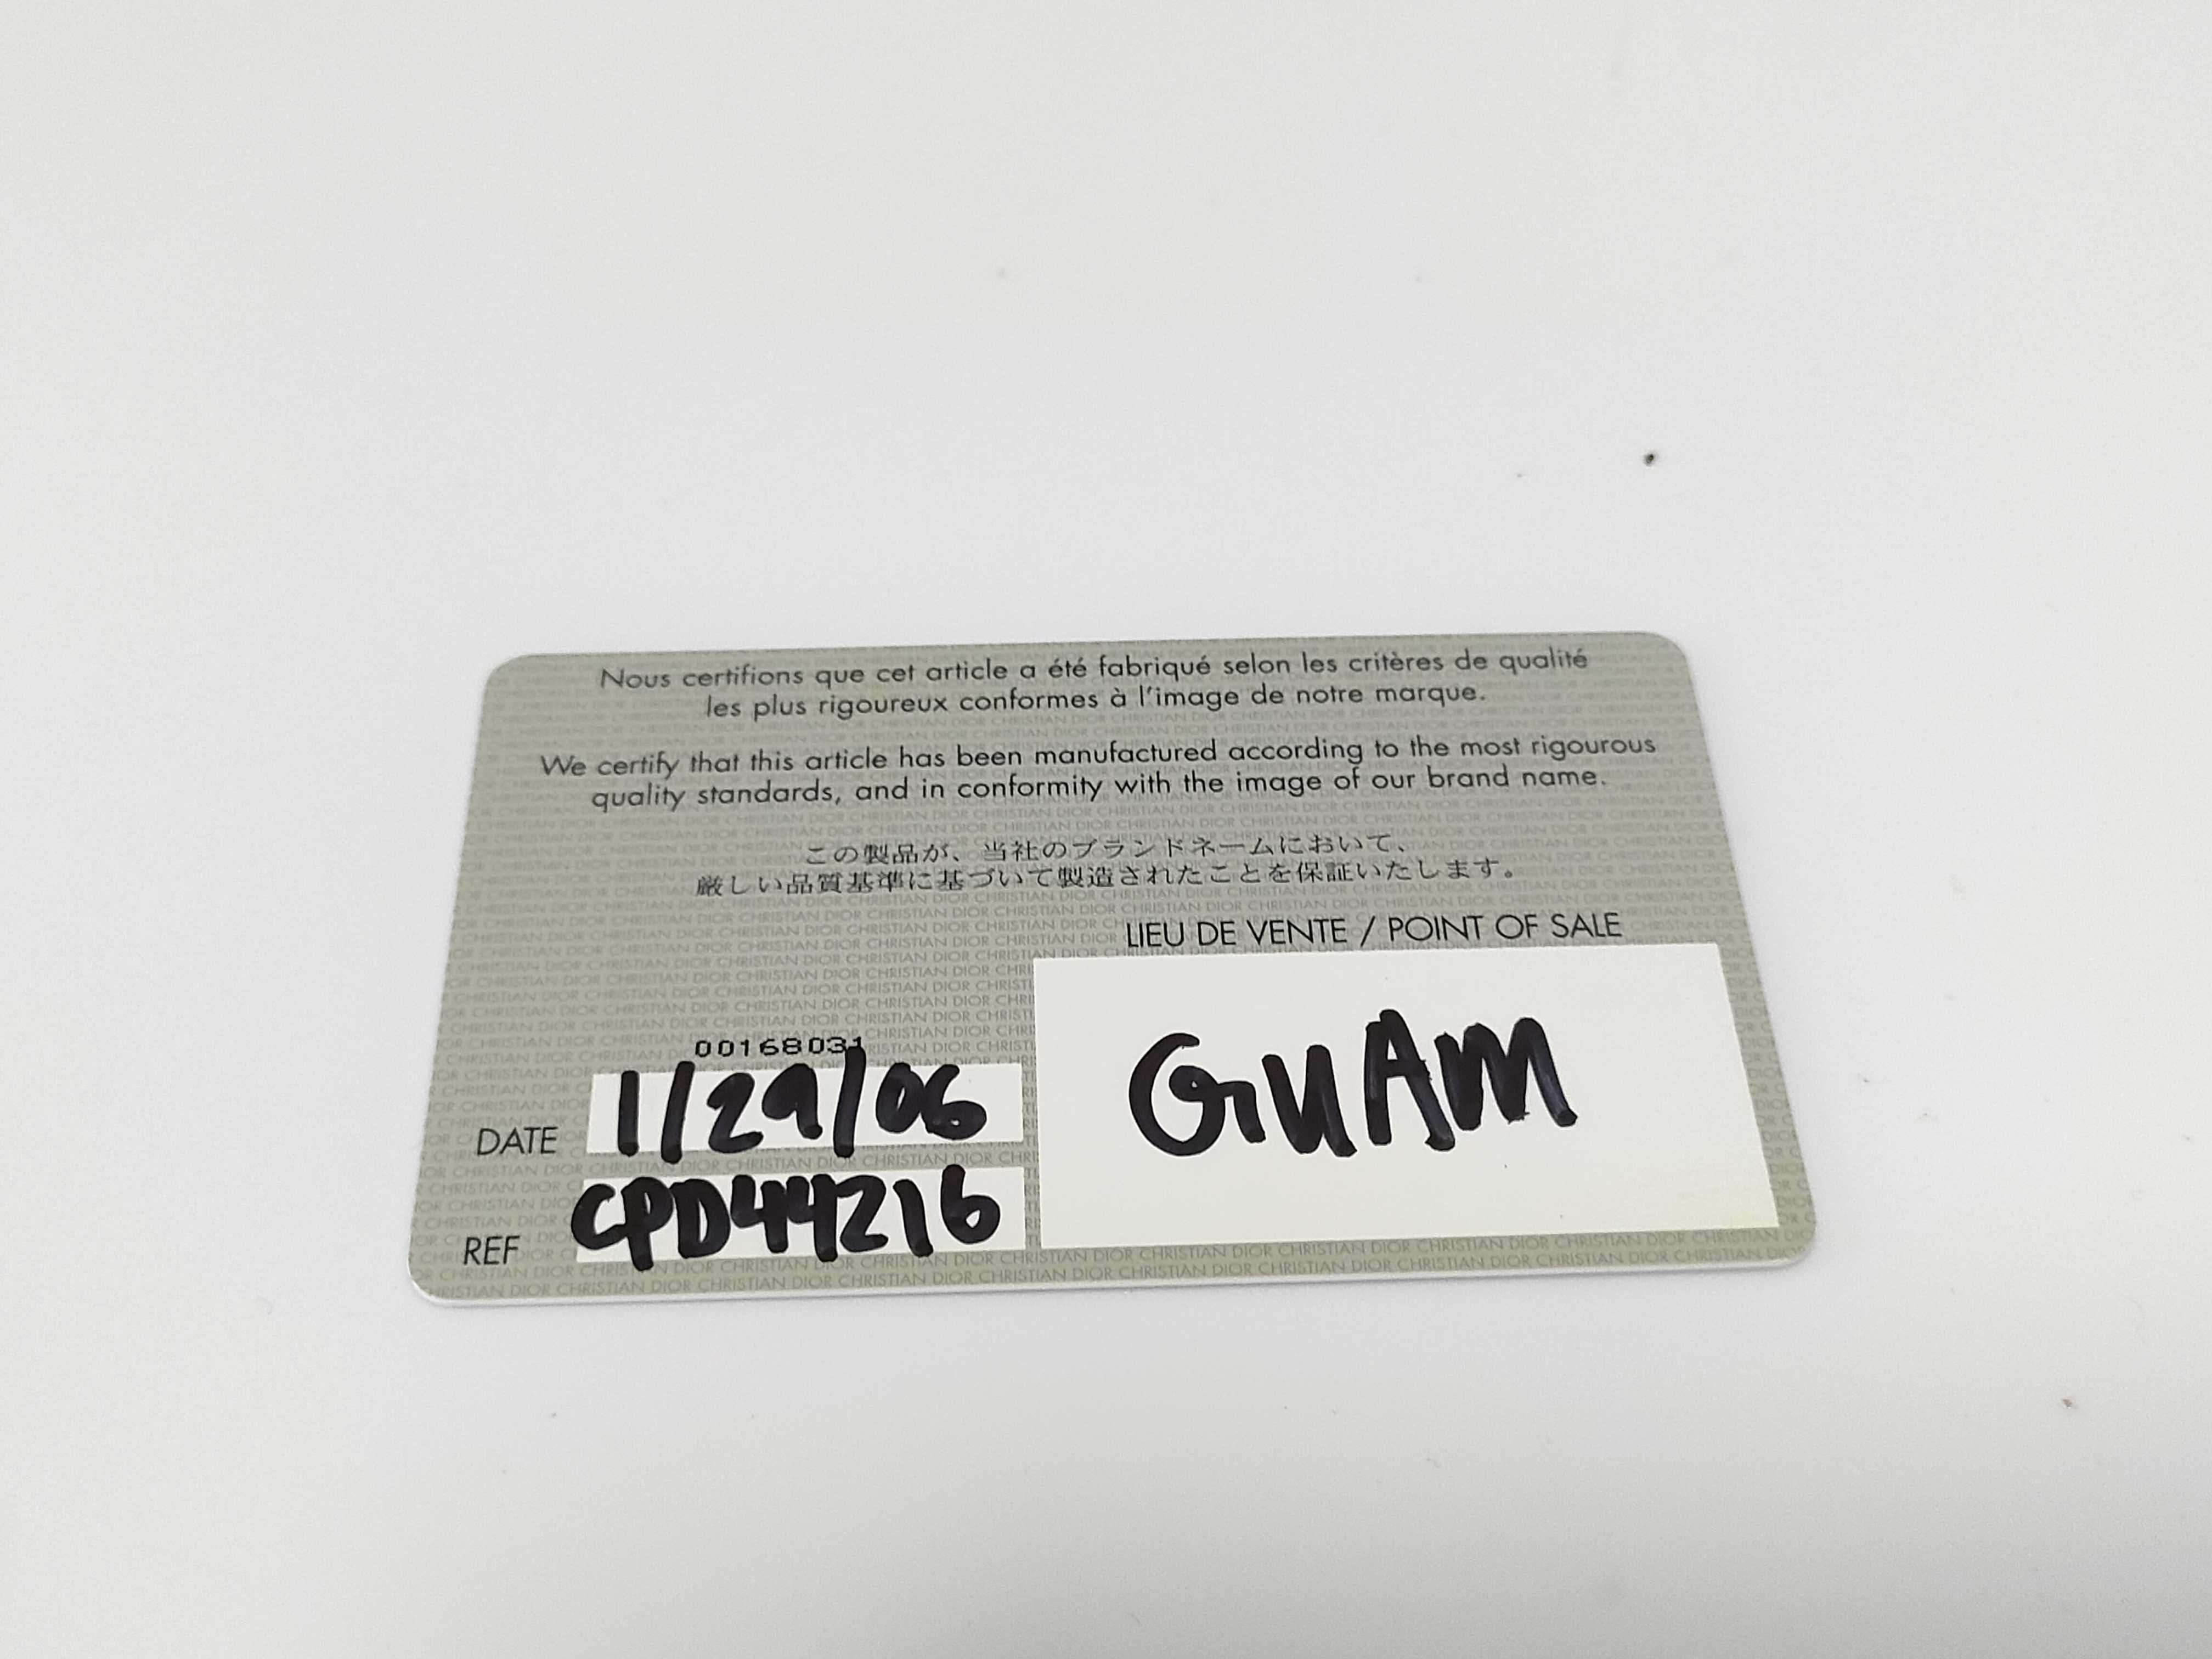 Nous certifions que cet article a été fabriqué selon les critères de qualité
les plus rigoureux conformes à l'image de notre marque.
We certify that this article has been manufactured according to the most rigourous
quality standards, and in conformity with the image of our brand name.
この製品が、当社のブランドネームにおいて、
厳しい品質基準に基づいて製造されたことを保証いたします。
LIEU DE VENTE / POINT OF SALE
GUAM
00168031
DATE 1/29/06
REF CPD44216